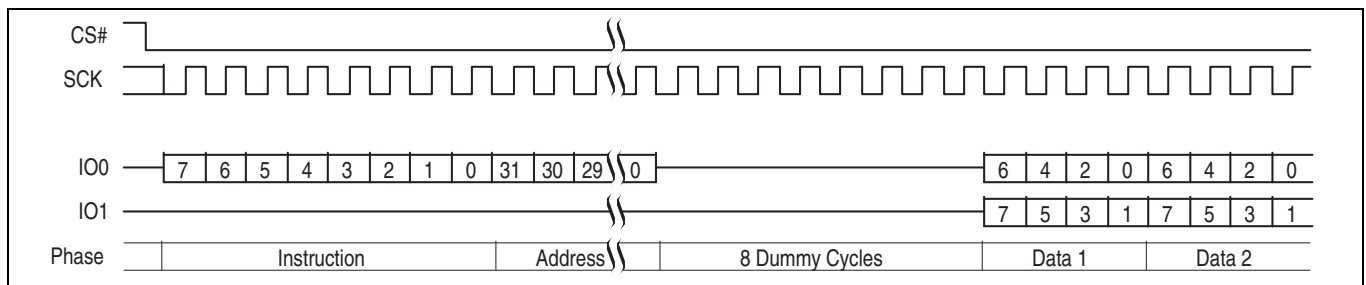 CS#
SCK
IO0 7 6 5 4 3 2 1 0 31 30 29 0 6 4 2 0 6 4 2 0
IO1 7 5 3 1 7 5 3 1
Phase Instruction Address 8 Dummy Cycles Data 1 Data 2